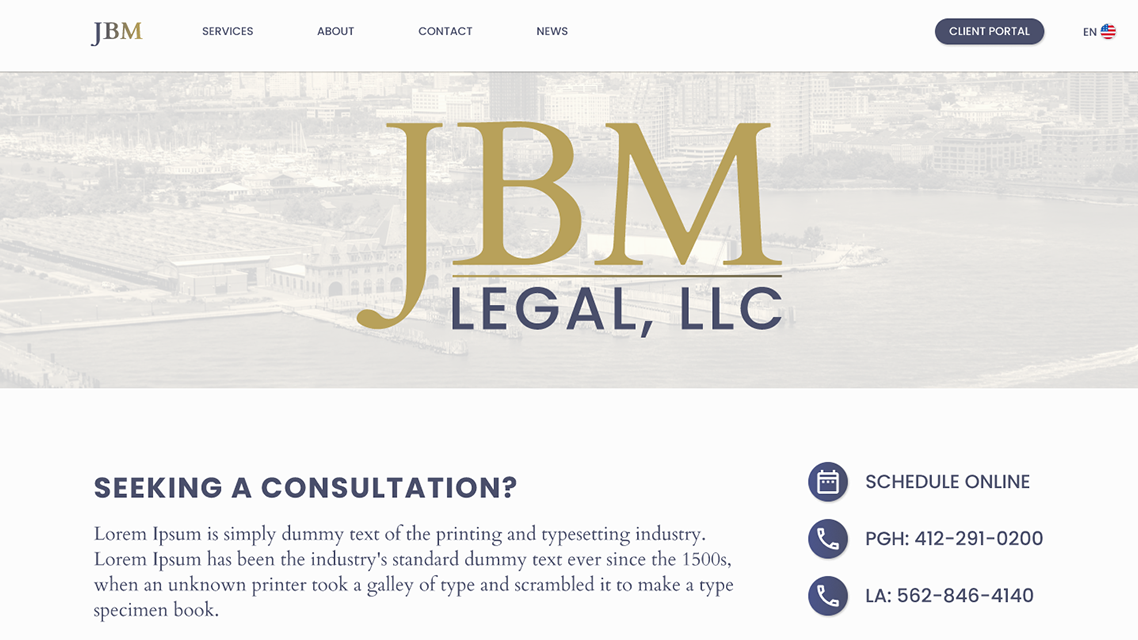 JBM
SERVICES
ABOUT
CONTACT
NEWS
CLIENT PORTAL
EN
JBM
LEGAL, LLC
SEEKING A CONSULTATION?
Lorem Ipsum is simply dummy text of the printing and typesetting industry.
Lorem Ipsum has been the industry's standard dummy text ever since the 1500s,
when an unknown printer took a galley of type and scrambled it to make a type
specimen book.
SCHEDULE ONLINE
PGH: 412-291-0200
LA: 562-846-4140